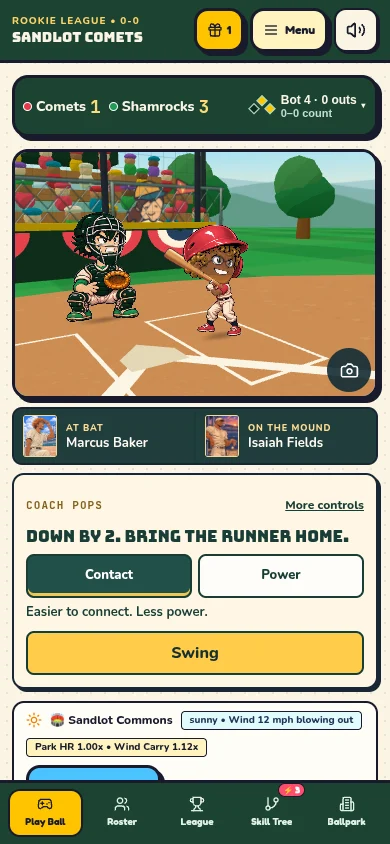 ROOKIE LEAGUE • 0-0
SANDLOT COMETS
1
Menu
Comets 1 Shamrocks 3
Bot 4 · 0 outs
0–0 count
AT BAT
Marcus Baker
ON THE MOUND
Isaiah Fields
COACH POPS
More controls
DOWN BY 2. BRING THE RUNNER HOME.
Contact
Power
Easier to connect. Less power.
Swing
Sandlot Commons
sunny • Wind 12 mph blowing out
Park HR 1.00x • Wind Carry 1.12x
3
Play Ball
Roster
League
Skill Tree
Ballpark